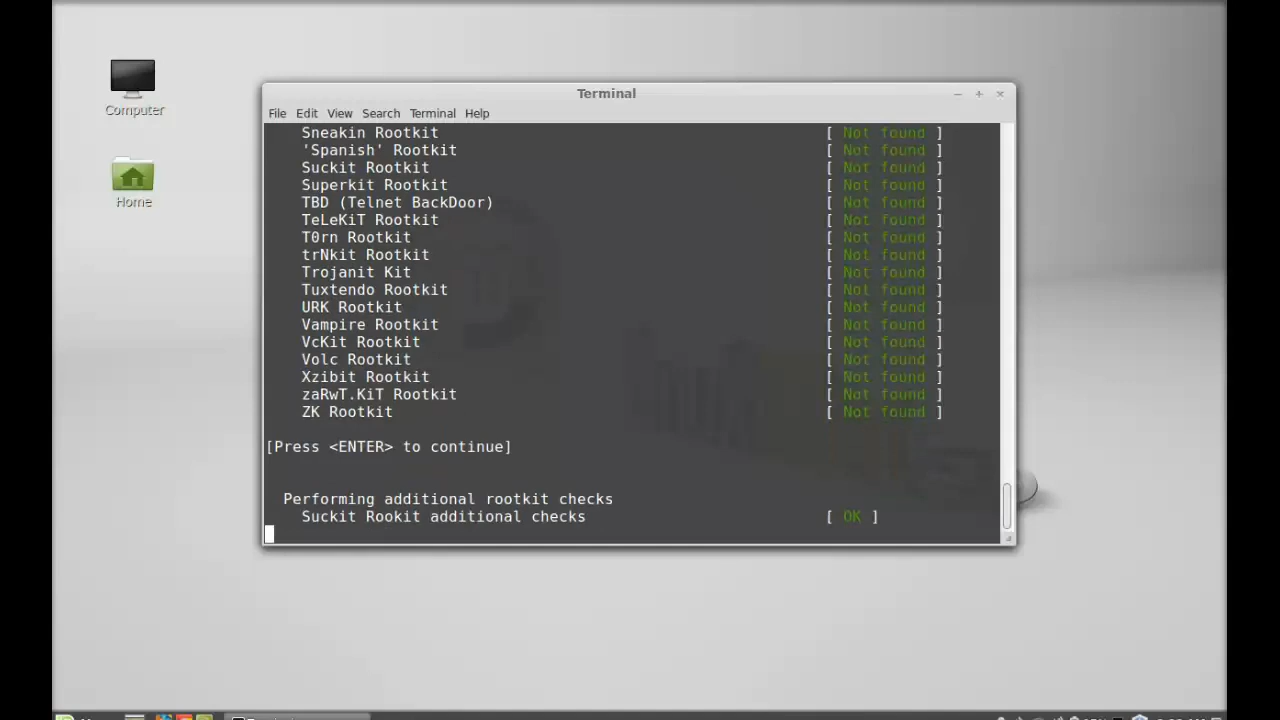 Computer
Home
Terminal
File Edit View Search Terminal Help
Sneakin Rootkit [ Not found ]
'Spanish' Rootkit [ Not found ]
Suckit Rootkit [ Not found ]
Superkit Rootkit [ Not found ]
TBD (Telnet BackDoor) [ Not found ]
TeLeKiT Rootkit [ Not found ]
T0rn Rootkit [ Not found ]
trNkit Rootkit [ Not found ]
Trojanit Kit [ Not found ]
Tuxtendo Rootkit [ Not found ]
URK Rootkit [ Not found ]
Vampire Rootkit [ Not found ]
VcKit Rootkit [ Not found ]
Volc Rootkit [ Not found ]
Xzibit Rootkit [ Not found ]
zaRwT.KiT Rootkit [ Not found ]
ZK Rootkit [ Not found ]
[Press <ENTER> to continue]
Performing additional rootkit checks
Suckit Rookit additional checks [ OK ]